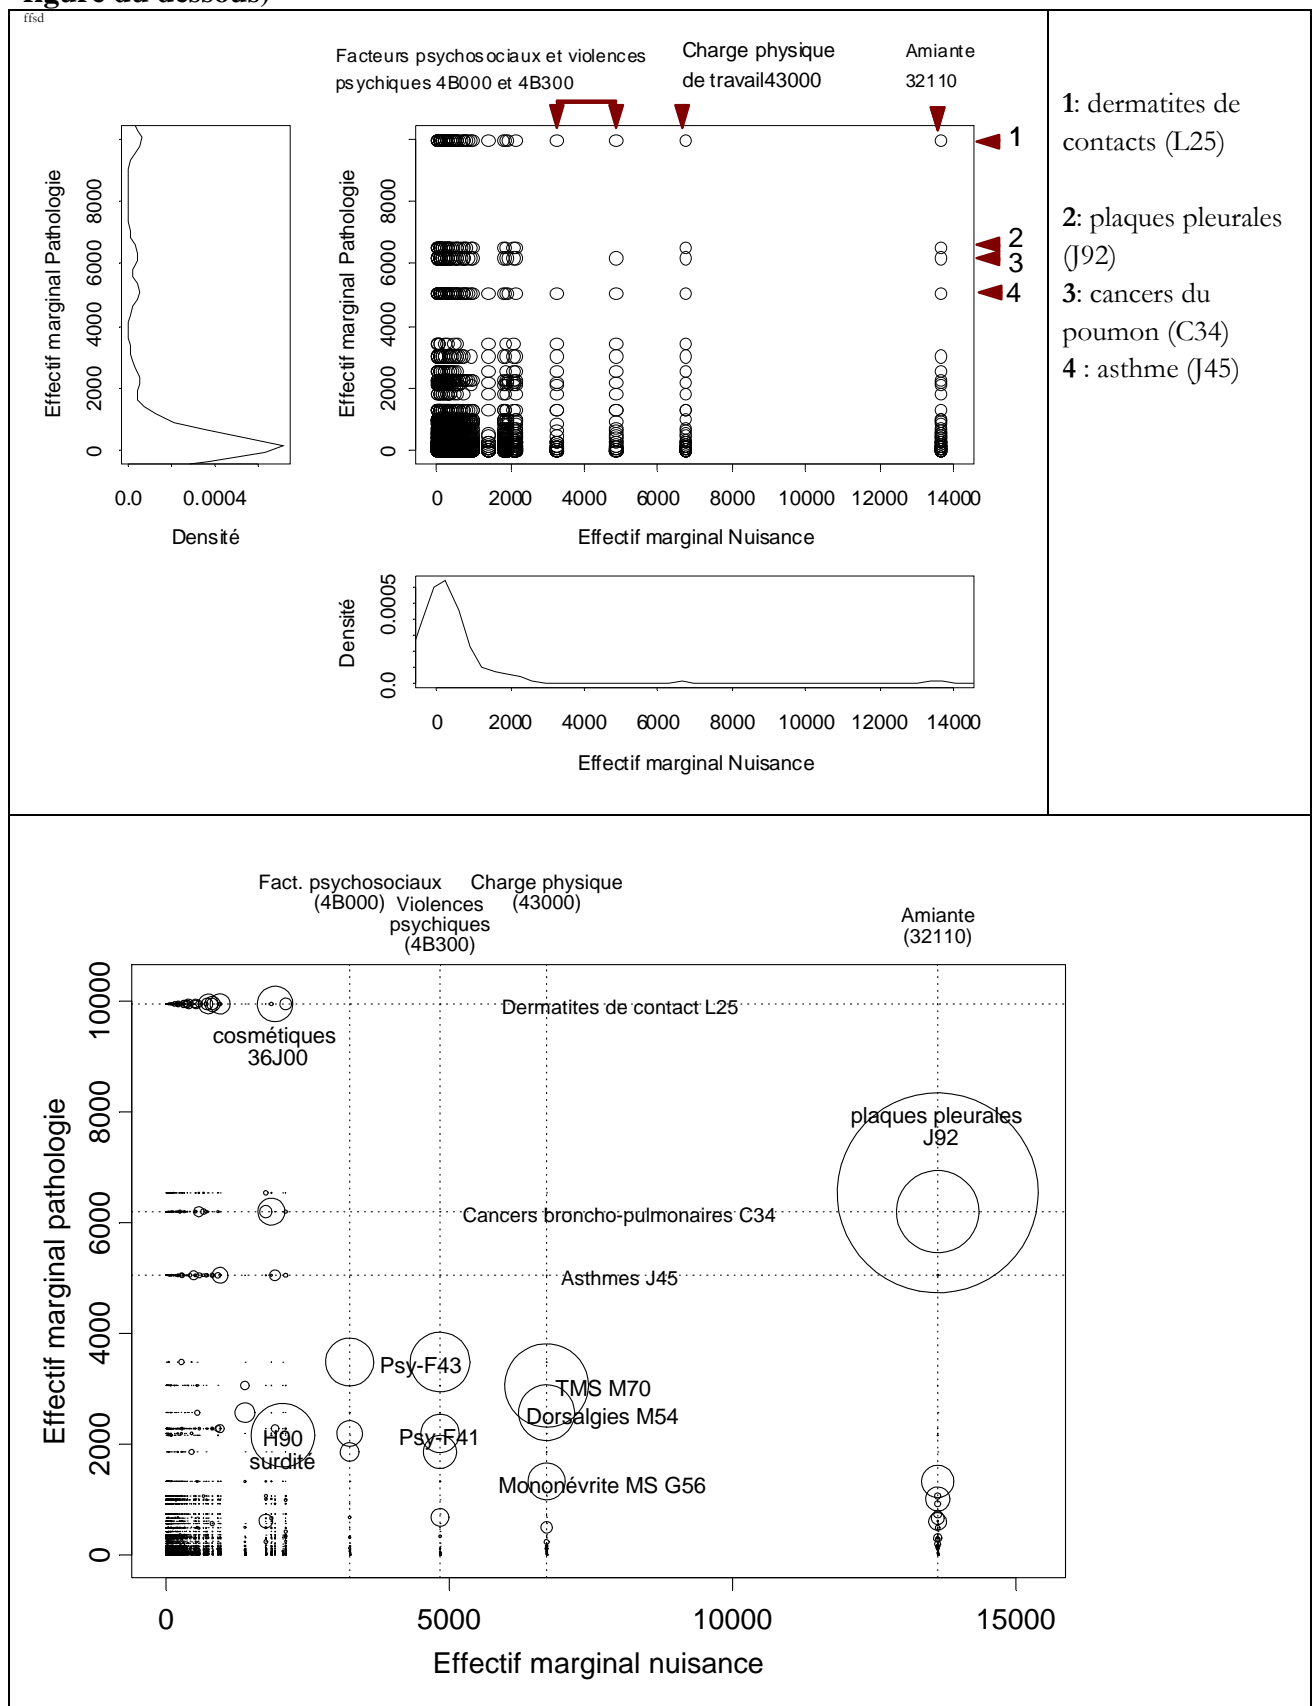 figure du dessous)
ffsd
Facteurs psychosociaux et violences
psychiques 4B000 et 4B300
Charge physique
de travail43000
Amiante
32110
Effectif marginal Pathologie
0 2000 4000 6000 8000
0.0 0.0004
Densité
Effectif marginal Pathologie
0 2000 4000 6000 8000
1
2
3
4
0 2000 4000 6000 8000 10000 12000 14000
Effectif marginal Nuisance
Densité
0.0 0.0005
0 2000 4000 6000 8000 10000 12000 14000
Effectif marginal Nuisance
1: dermatites de
contacts (L25)
2: plaques pleurales
(J92)
3: cancers du
poumon (C34)
4 : asthme (J45)
Fact. psychosociaux
(4B000)
Violences
psychiques
(4B300)
Charge physique
(43000)
Amiante
(32110)
Effectif marginal pathologie
0 2000 4000 6000 8000 10000
Dermatites de contact L25
cosmétiques
36J00
plaques pleurales
J92
Cancers broncho-pulmonaires C34
Asthmes J45
Psy-F43
TMS M70
Dorsalgies M54
Psy-F41
H90
surdité
Mononévrite MS G56
0 5000 10000 15000
Effectif marginal nuisance